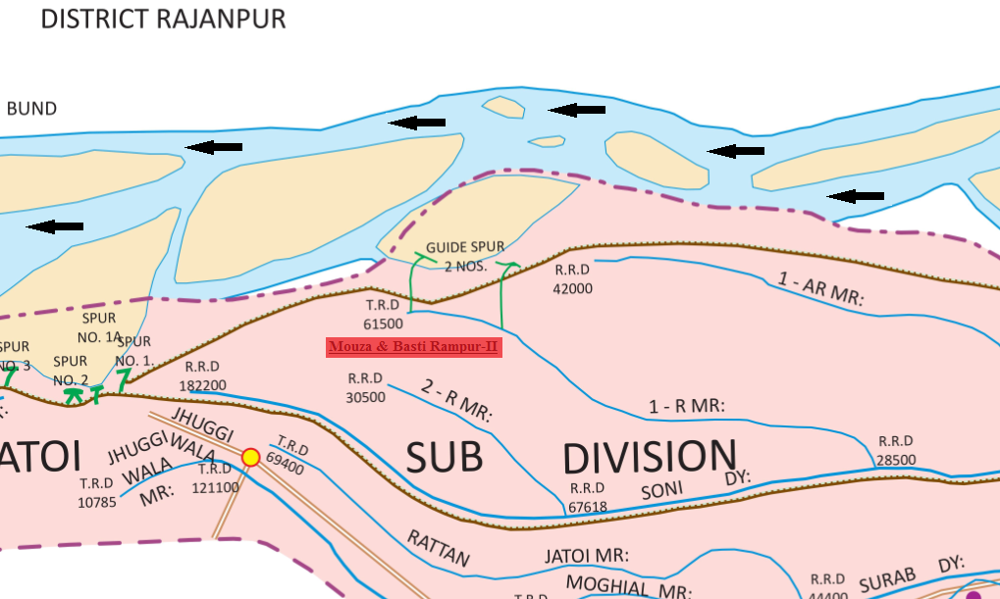 DISTRICT RAJANPUR
BUND
GUIDE SPUR
2 NOS.
R.R.D
42000
1 - AR MR:
T.R.D
61500
SPUR
NO. 1A
SPUR
NO. 1.
SPUR
NO. 3
SPUR
NO. 2
Mouza & Basti Rampur-II
R.R.D
182200
R.R.D
30500
2 - R MR:
1 - R MR:
JHUGGI
WALA
JHUGGI
WALA
MR:
T.R.D
69400
T.R.D
121100
T.R.D
10785
ATOI SUB DIVISION
R.R.D
28500
R.R.D
67618
SONI DY:
RATTAN
JATOI MR:
MOGHIAL MR:
T.R.D
R.R.D
44400
SURAB DY: